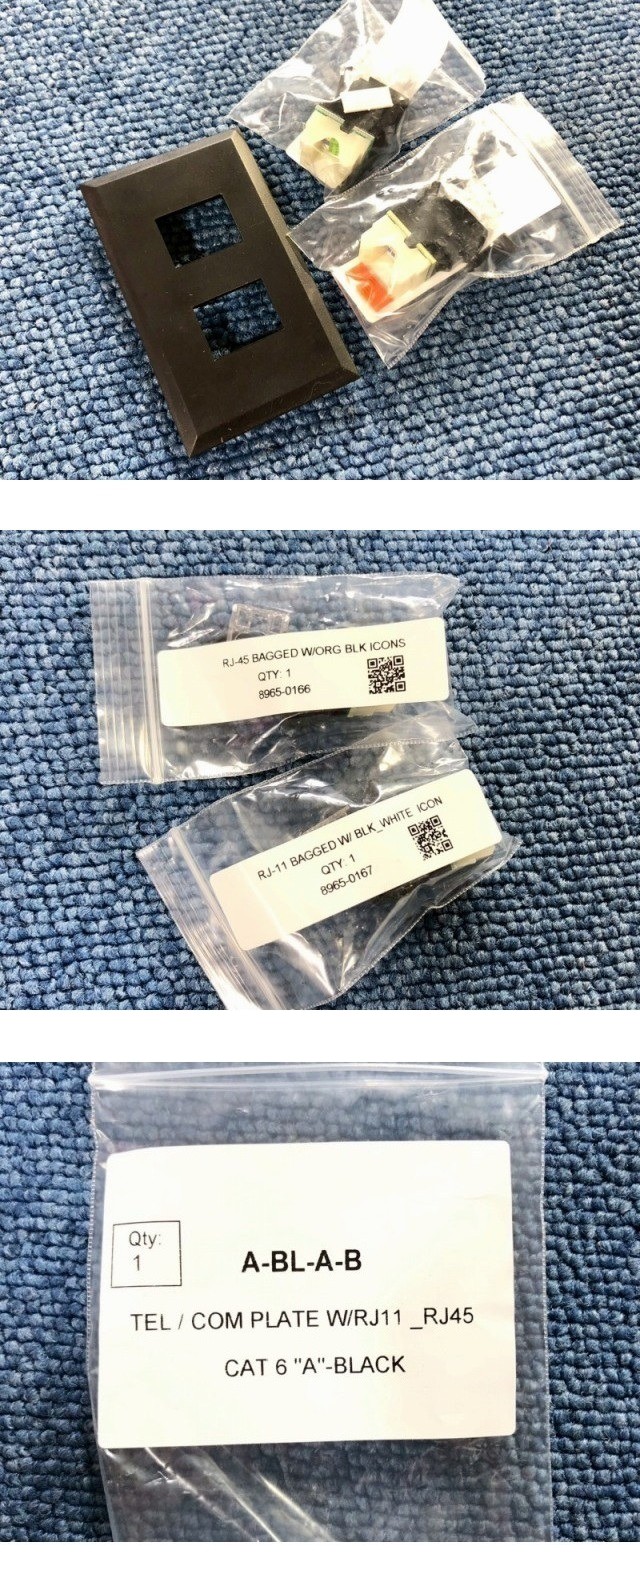 RJ-45 BAGGED W/ORG BLK ICONS
QTY: 1
8965-0166
RJ-11 BAGGED W/ BLK_WHITE ICON
QTY: 1
8965-0167
Qty:
1
A-BL-A-B
TEL / COM PLATE W/RJ11 _RJ45
CAT 6 "A"-BLACK